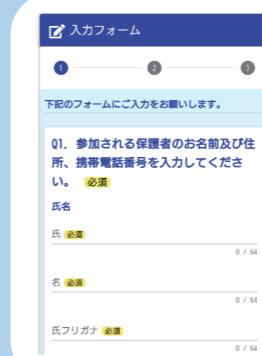 入力フォーム
1 2 3
下記のフォームにご入力をお願いします。
Q1. 参加される保護者のお名前及び住
所、携帯電話番号を入力してくださ
い。 必須
氏名
氏 必須
0 / 64
名 必須
0 / 64
氏フリガナ 必須
0 / 64